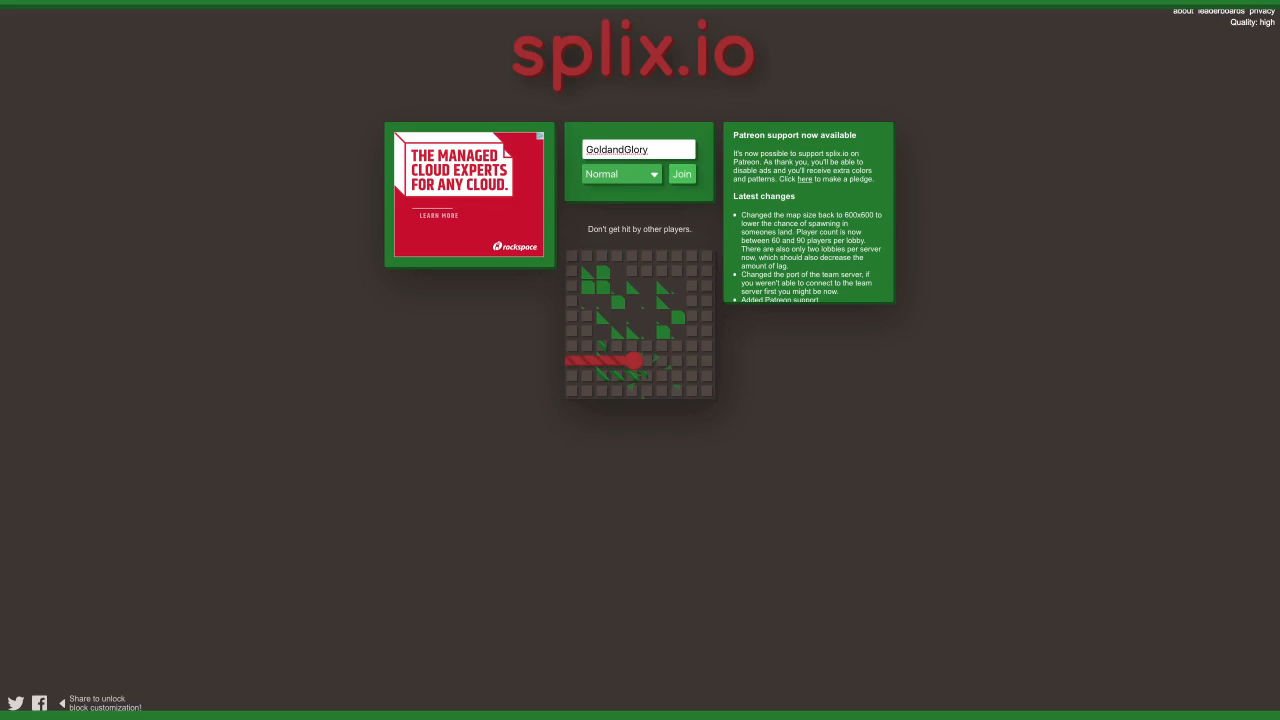 about leaderboards privacy
Quality: high
splix.io
THE MANAGED
CLOUD EXPERTS
FOR ANY CLOUD.
LEARN MORE
rackspace
GoldandGlory
Normal
Join
Don't get hit by other players.
Patreon support now available
It's now possible to support splix.io on
Patreon. As thank you, you'll be able to
disable ads and you'll receive extra colors
and patterns. Click here to make a pledge.
Latest changes
• Changed the map size back to 600x600 to
lower the chance of spawning in
someones land. Player count is now
between 60 and 90 players per lobby.
There are also only two lobbies per server
now, which should also decrease the
amount of lag.
• Changed the port of the team server, if
you weren't able to connect to the team
server first you might be now.
• Added Patreon support
Share to unlock
block customization!